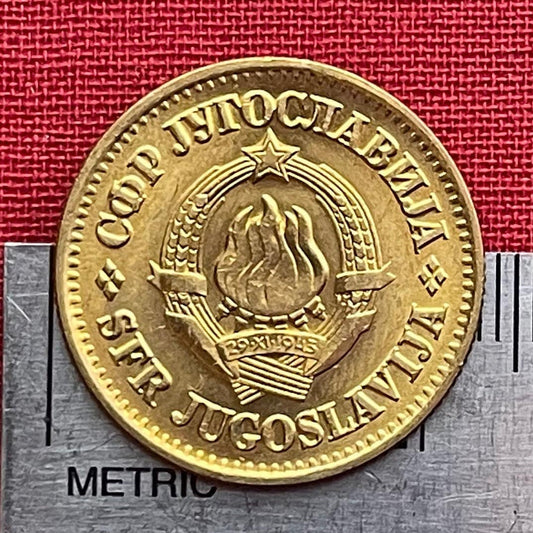 СФР ЈУГОСЛАВИЈА
29·XI·1943
SFR JUGOSLAVIJA
METRIC